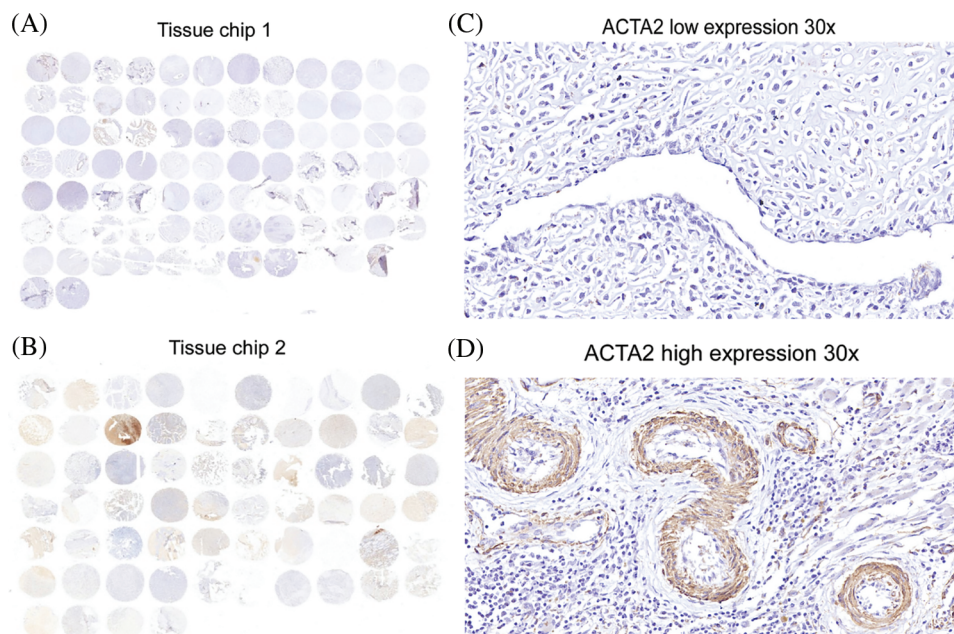 (A)
Tissue chip 1
(C)
ACTA2 low expression 30x
(B)
Tissue chip 2
(D)
ACTA2 high expression 30x